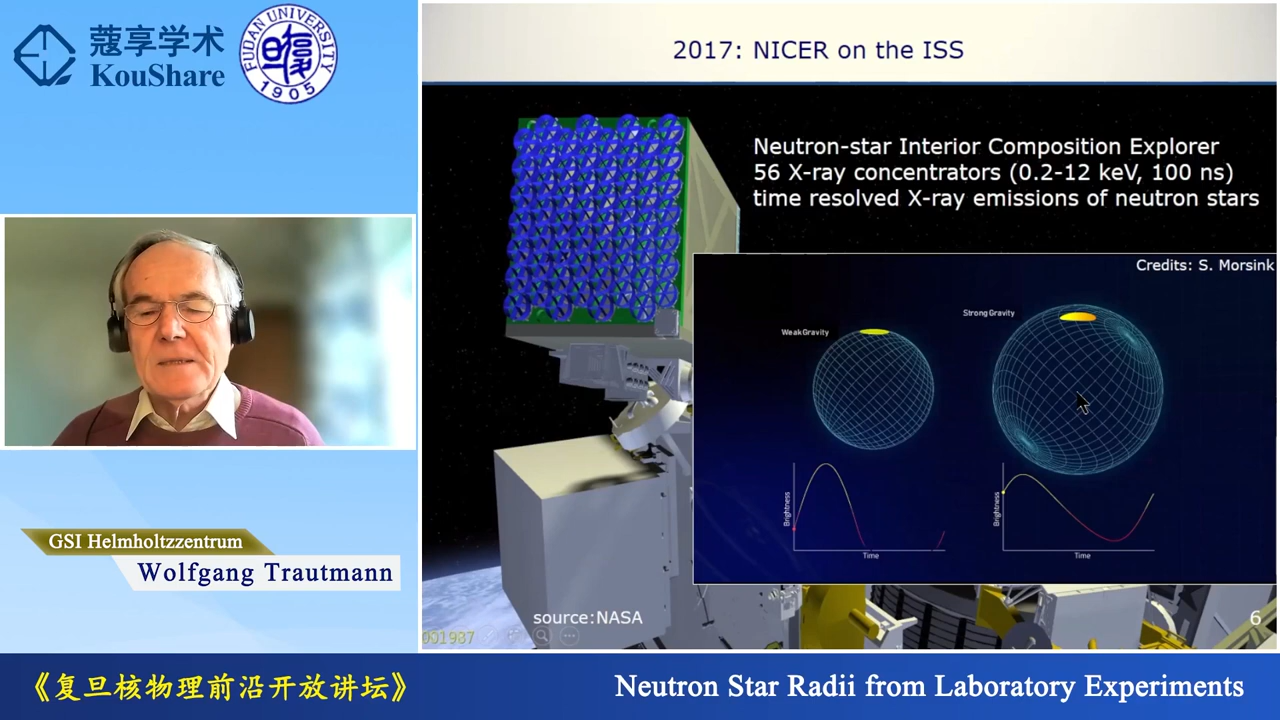 蔻享学术
KouShare
FUDAN UNIVERSITY
1905
2017: NICER on the ISS
Neutron-star Interior Composition Explorer
56 X-ray concentrators (0.2-12 keV, 100 ns)
time resolved X-ray emissions of neutron stars
Credits: S. Morsink
Weak Gravity
Strong Gravity
Brightness
Time
Brightness
Time
source:NASA
6
001937
GSI Helmholtzzentrum
Wolfgang Trautmann
《复旦核物理前沿开放讲坛》
Neutron Star Radii from Laboratory Experiments